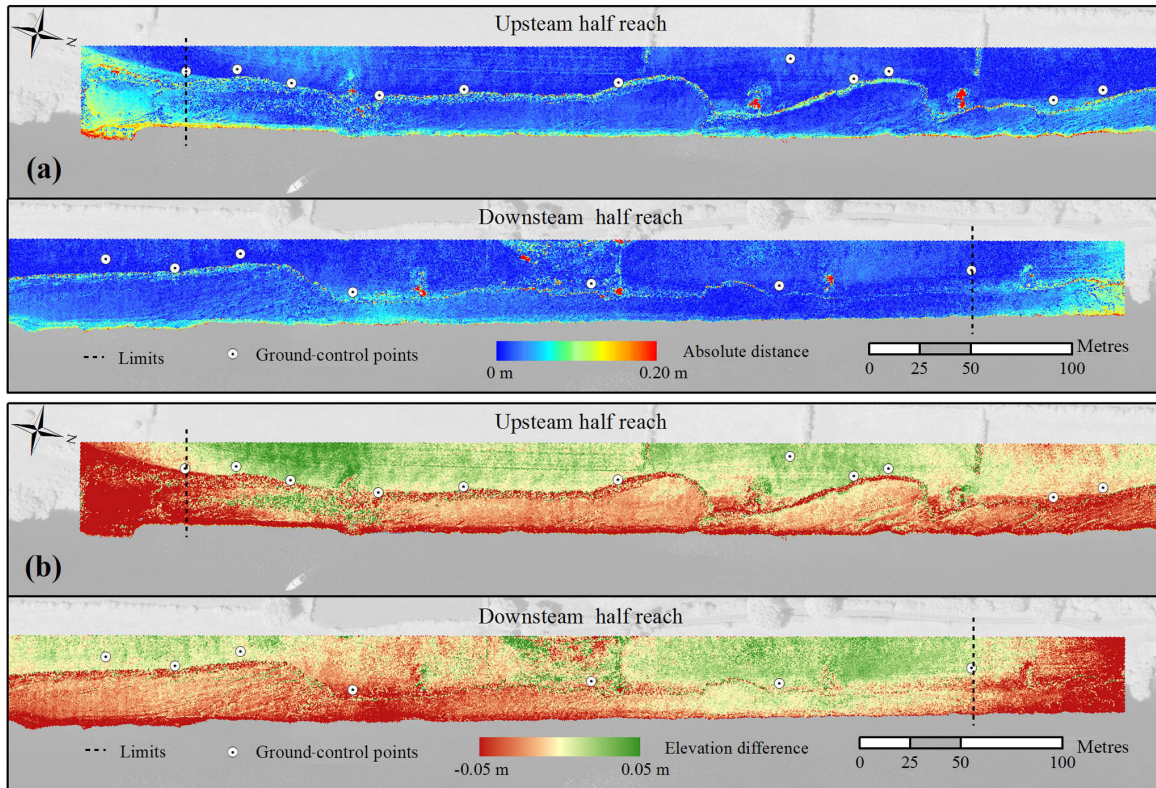 Upsteam half reach
N
(a)
Downsteam half reach
Limits
Ground-control points
0 m
0.20 m
Absolute distance
Metres
0 25 50 100
Upsteam half reach
N
(b)
Downsteam half reach
Limits
Ground-control points
-0.05 m
0.05 m
Elevation difference
Metres
0 25 50 100